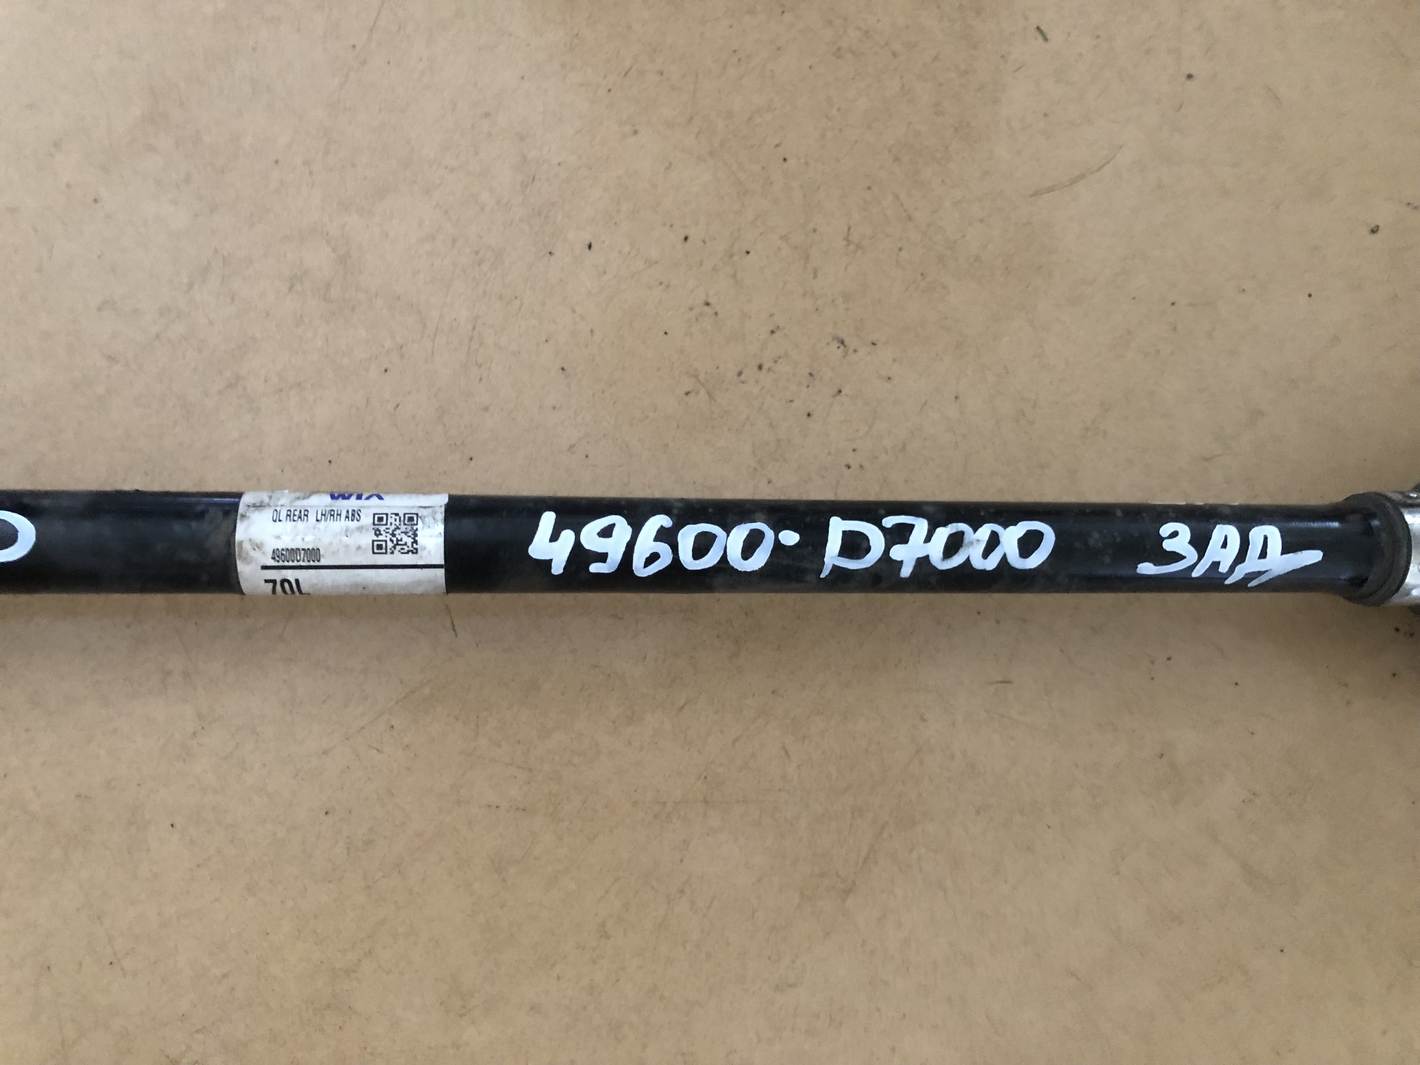 WIX
QL REAR LH/RH ABS
49600D7000
70L
49600-D7000 ЗАД